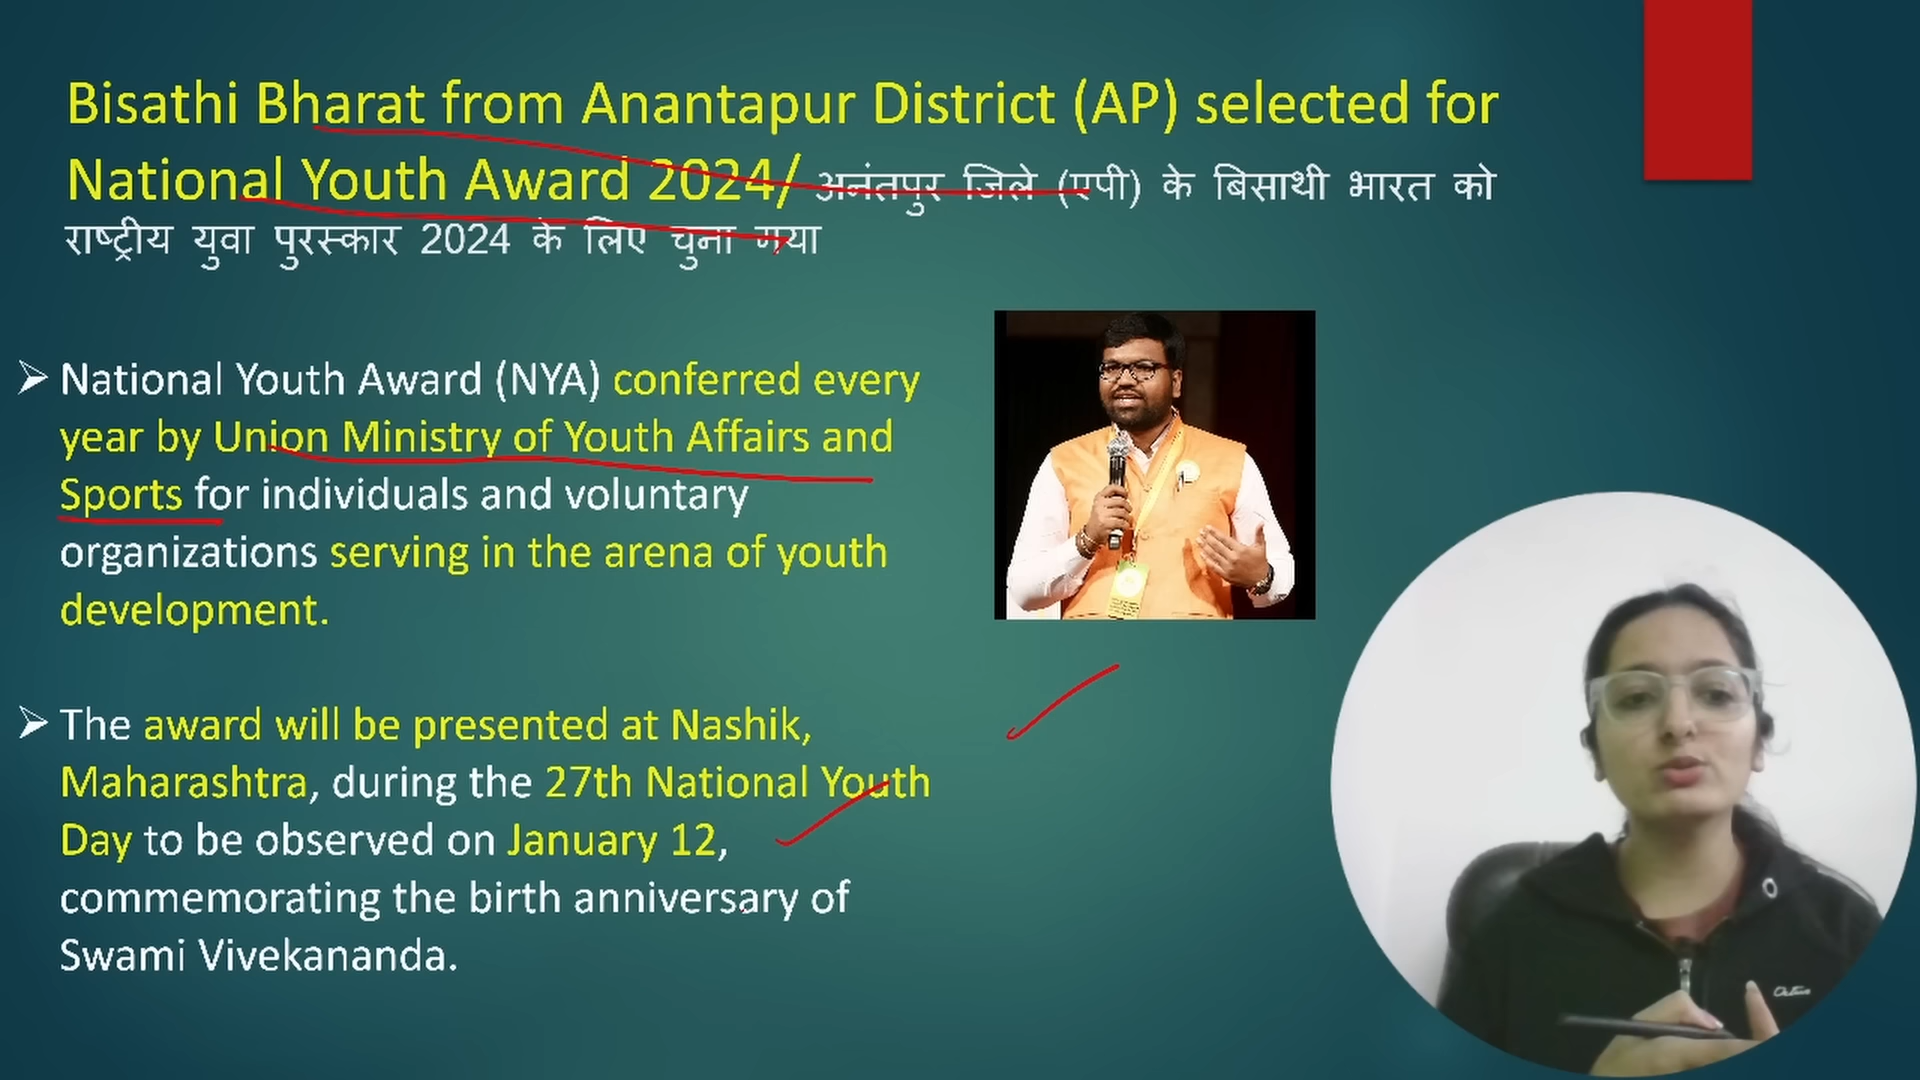 Bisathi Bharat from Anantapur District (AP) selected for
National Youth Award 2024/ अनंतपुर जिले (एपी) के बिसाथी भारत को
राष्ट्रीय युवा पुरस्कार 2024 के लिए चुना गया
➢ National Youth Award (NYA) conferred every
year by Union Ministry of Youth Affairs and
Sports for individuals and voluntary
organizations serving in the arena of youth
development.
➢ The award will be presented at Nashik,
Maharashtra, during the 27th National Youth
Day to be observed on January 12,
commemorating the birth anniversary of
Swami Vivekananda.